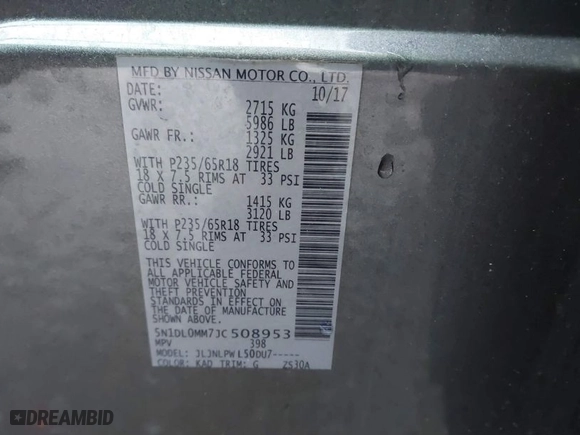 MFD BY NISSAN MOTOR CO., LTD.
DATE: 10/17
GVWR: 2715 KG
5986 LB
GAWR FR.: 1325 KG
2921 LB
WITH P235/65R18 TIRES
18 X 7.5 RIMS AT 33 PSI
COLD SINGLE
GAWR RR.: 1415 KG
3120 LB
WITH P235/65R18 TIRES
18 X 7.5 RIMS AT 33 PSI
COLD SINGLE
THIS VEHICLE CONFORMS TO
ALL APPLICABLE FEDERAL
MOTOR VEHICLE SAFETY AND
THEFT PREVENTION
STANDARDS IN EFFECT ON
THE DATE OF MANUFACTURE
SHOWN ABOVE.
5N1DL0MM7JC508953
MPV 398
MODEL: JLJNLPW L50DU7-----
COLOR: KAD TRIM: G 2S30A
DREAMBID